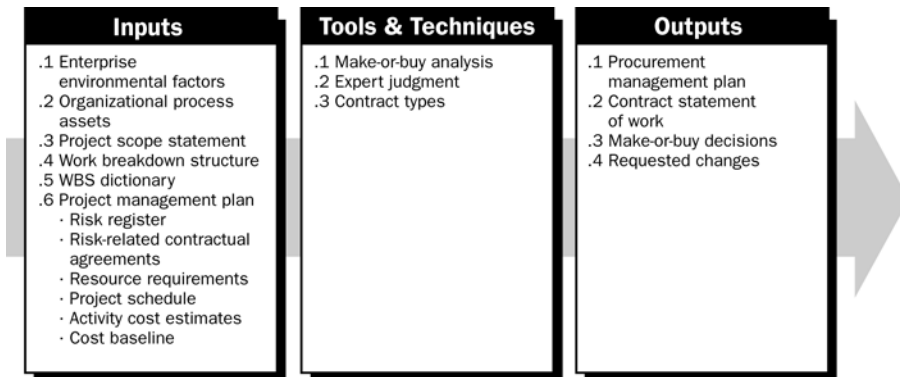 Inputs
.1 Enterprise
environmental factors
.2 Organizational process
assets
.3 Project scope statement
.4 Work breakdown structure
.5 WBS dictionary
.6 Project management plan
· Risk register
· Risk-related contractual
agreements
· Resource requirements
· Project schedule
· Activity cost estimates
· Cost baseline
Tools & Techniques
.1 Make-or-buy analysis
.2 Expert judgment
.3 Contract types
Outputs
.1 Procurement
management plan
.2 Contract statement
of work
.3 Make-or-buy decisions
.4 Requested changes